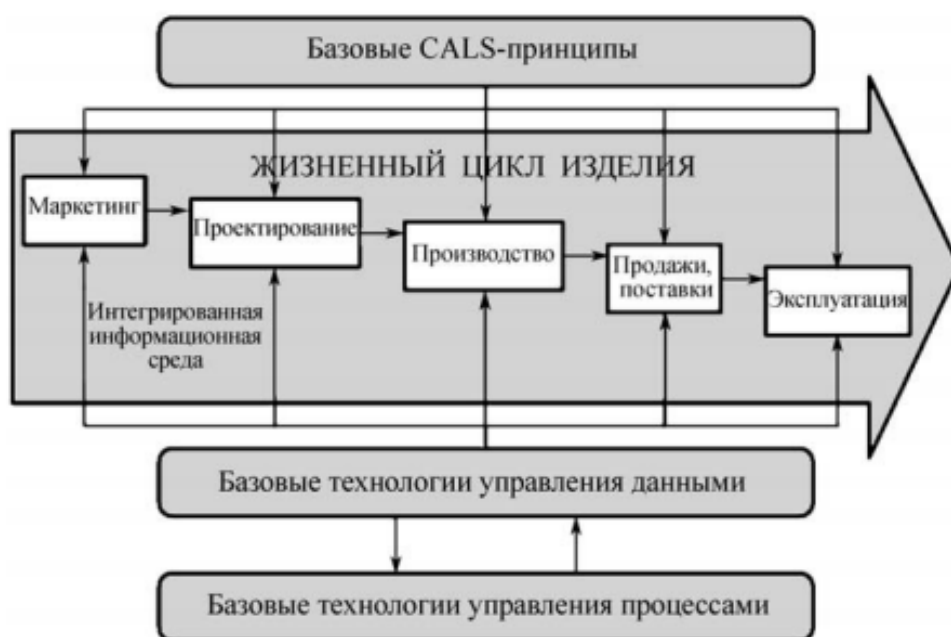 Базовые CALS-принципы
ЖИЗНЕННЫЙ ЦИКЛ ИЗДЕЛИЯ
Маркетинг
Проектирование
Производство
Продажи,
поставки
Эксплуатация
Интегрированная
информационная
среда
Базовые технологии управления данными
Базовые технологии управления процессами